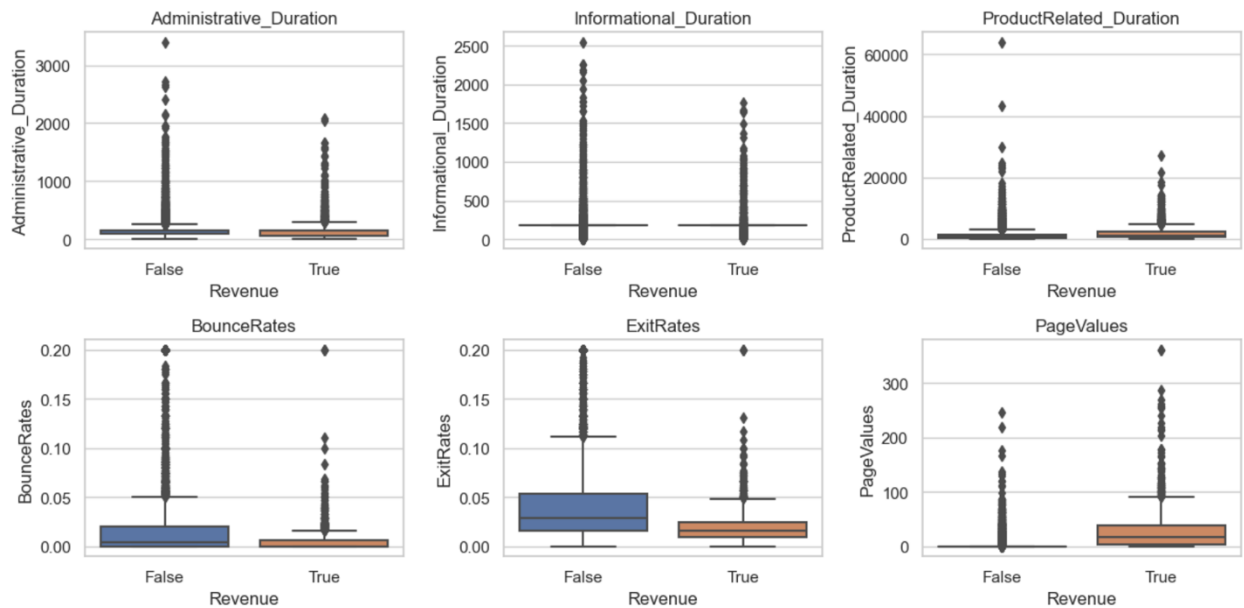 Administrative_Duration
Administrative_Duration
3000
2000
1000
0
False
True
Revenue
Informational_Duration
Informational_Duration
2500
2000
1500
1000
500
0
False
True
Revenue
ProductRelated_Duration
ProductRelated_Duration
60000
40000
20000
0
False
True
Revenue
BounceRates
BounceRates
0.20
0.15
0.10
0.05
0.00
False
True
Revenue
ExitRates
ExitRates
0.20
0.15
0.10
0.05
0.00
False
True
Revenue
PageValues
PageValues
300
200
100
0
False
True
Revenue